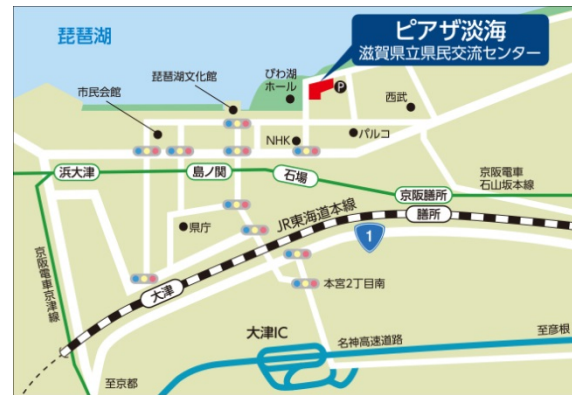 琵琶湖
ピアザ淡海
滋賀県立県民交流センター
琵琶湖文化館
びわ湖
ホール
P
市民会館
西武
NHK
パルコ
浜大津
島ノ関
石場
京阪電車
石山坂本線
京阪膳所
県庁
JR東海道本線
膳所
1
京阪電車京津線
大津
本宮2丁目南
大津IC
名神高速道路
至彦根
至京都